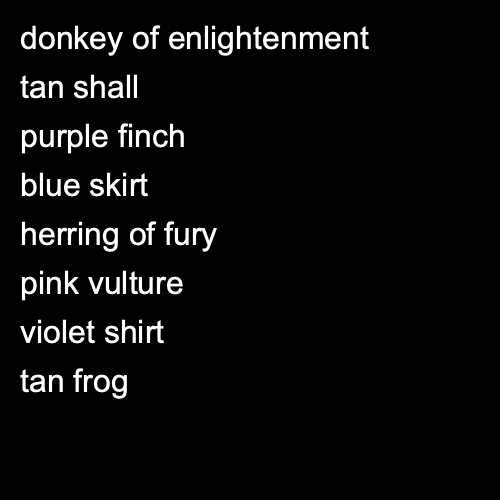 donkey of enlightenment
tan shall
purple finch
blue skirt
herring of fury
pink vulture
violet shirt
tan frog